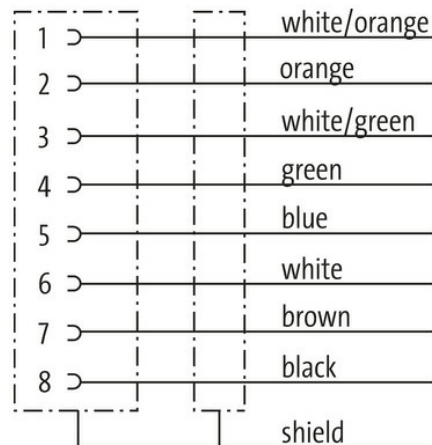 1 white/orange
2 orange
3 white/green
4 green
5 blue
6 white
7 brown
8 black
shield